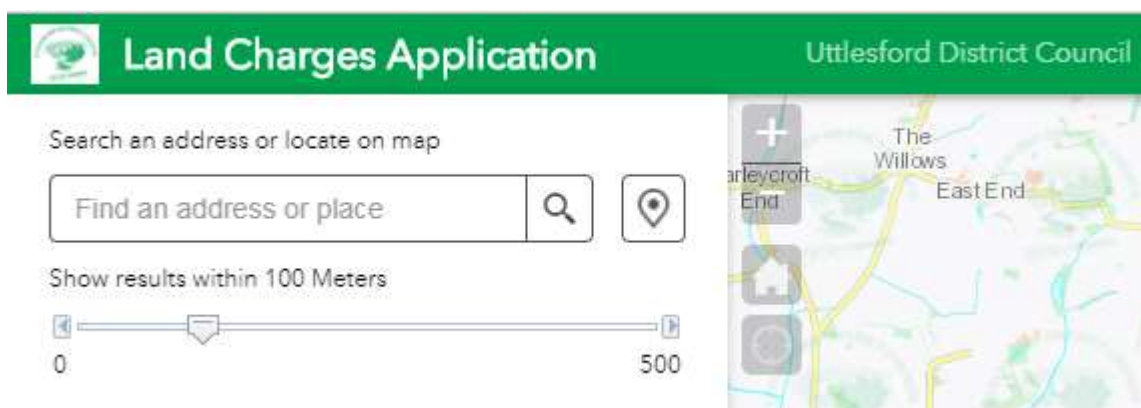 Land Charges Application
Uttlesford District Council
Search an address or locate on map
Find an address or place
Show results within 100 Meters
0
500
The
Willows
arleycroft
End
East End